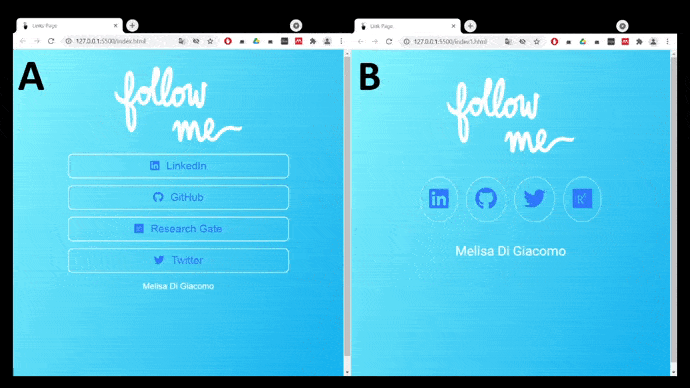 Links Page
127.0.0.1:5500/index.html
A
follow
me
LinkedIn
GitHub
Research Gate
Twitter
Melisa Di Giacomo
Link Page
127.0.0.1:5500/index1.html
B
follow
me
in
R
Melisa Di Giacomo